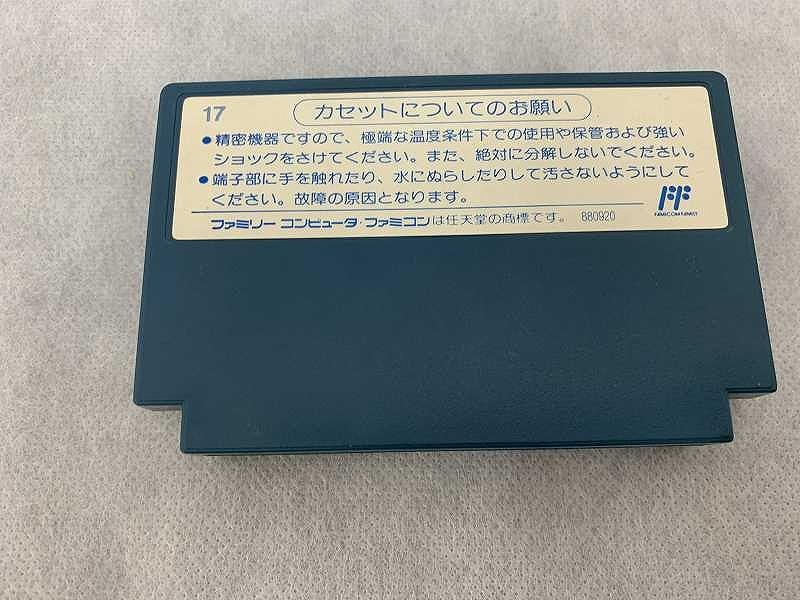 17
カセットについてのお願い
●精密機器ですので、極端な温度条件下での使用や保管および強い
ショックをさけてください。また、絶対に分解しないでください。
●端子部に手を触れたり、水にぬらしたりして汚さないようにして
ください。故障の原因となります。
FF
FAMICOM FAMILY
ファミリー コンピュータ・ファミコンは任天堂の商標です。 880920